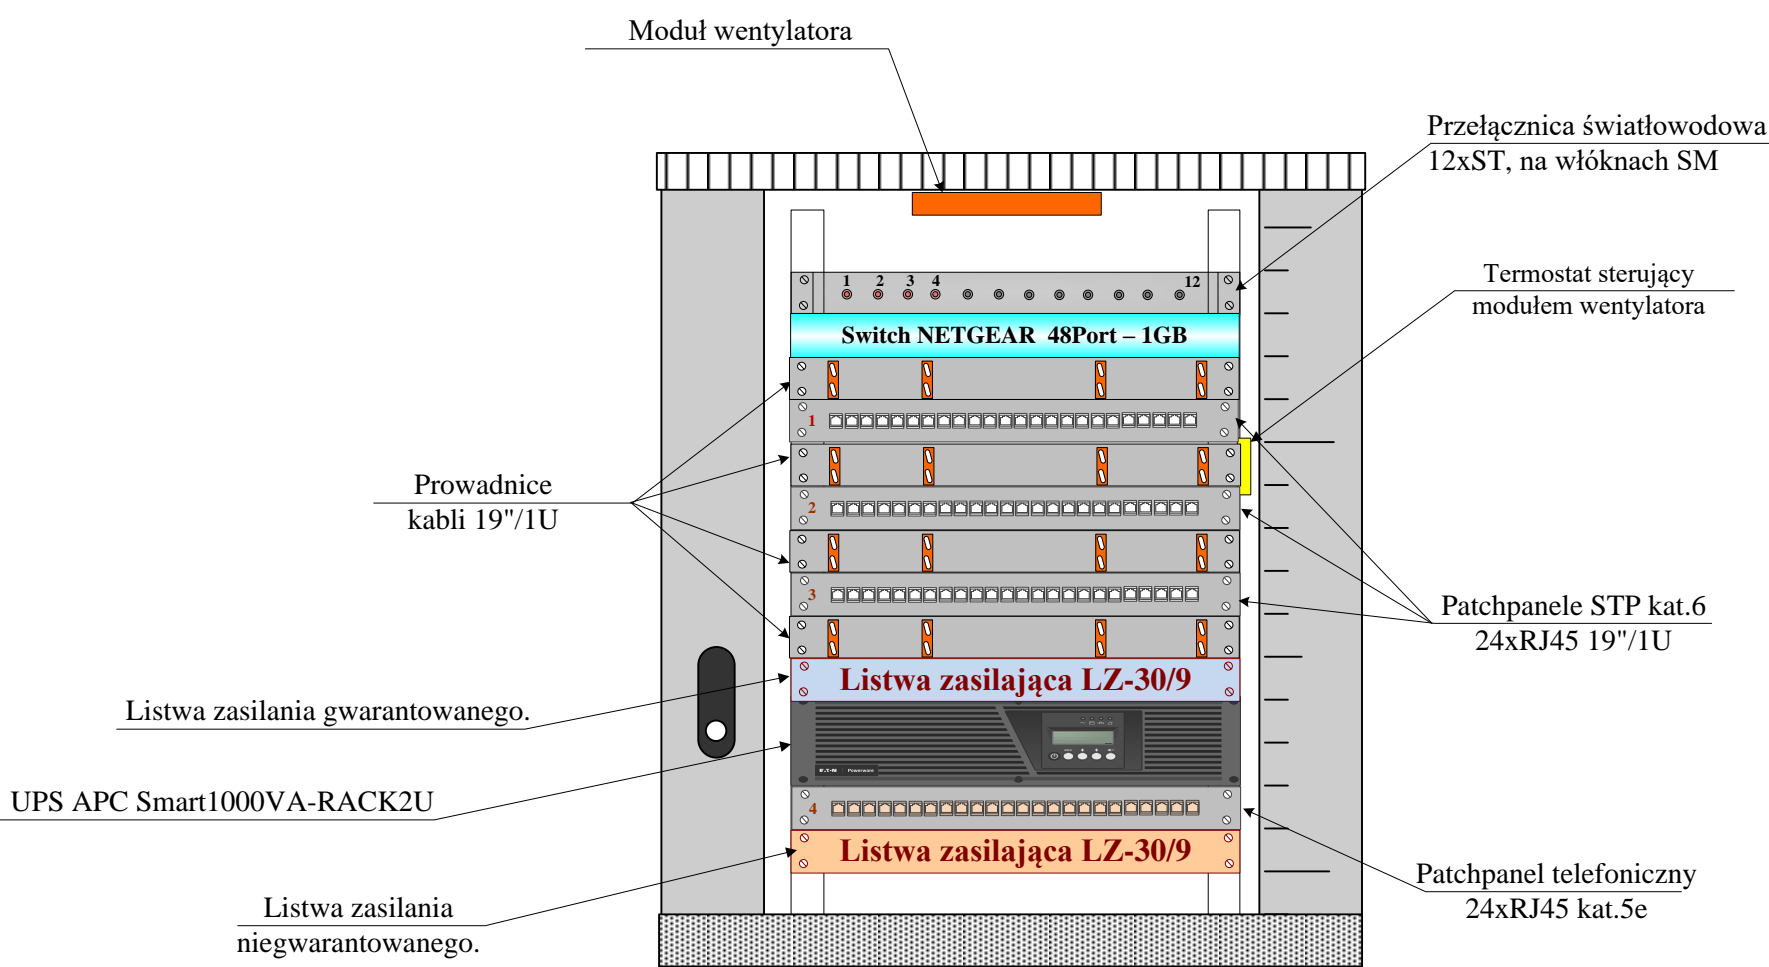 Moduł wentylatora
Przełącznica światłowodowa
12xST, na włóknach SM
Termostat sterujący
modułem wentylatora
1 2 3 4 12
Switch NETGEAR 48Port – 1GB
1
Prowadnice
kabli 19"/1U
2
3
Patchpanele STP kat.6
24xRJ45 19"/1U
Listwa zasilająca LZ-30/9
Listwa zasilania gwarantowanego.
E.T.N Powerware
UPS APC Smart1000VA-RACK2U
4
Listwa zasilająca LZ-30/9
Patchpanel telefoniczny
24xRJ45 kat.5e
Listwa zasilania
niegwarantowanego.